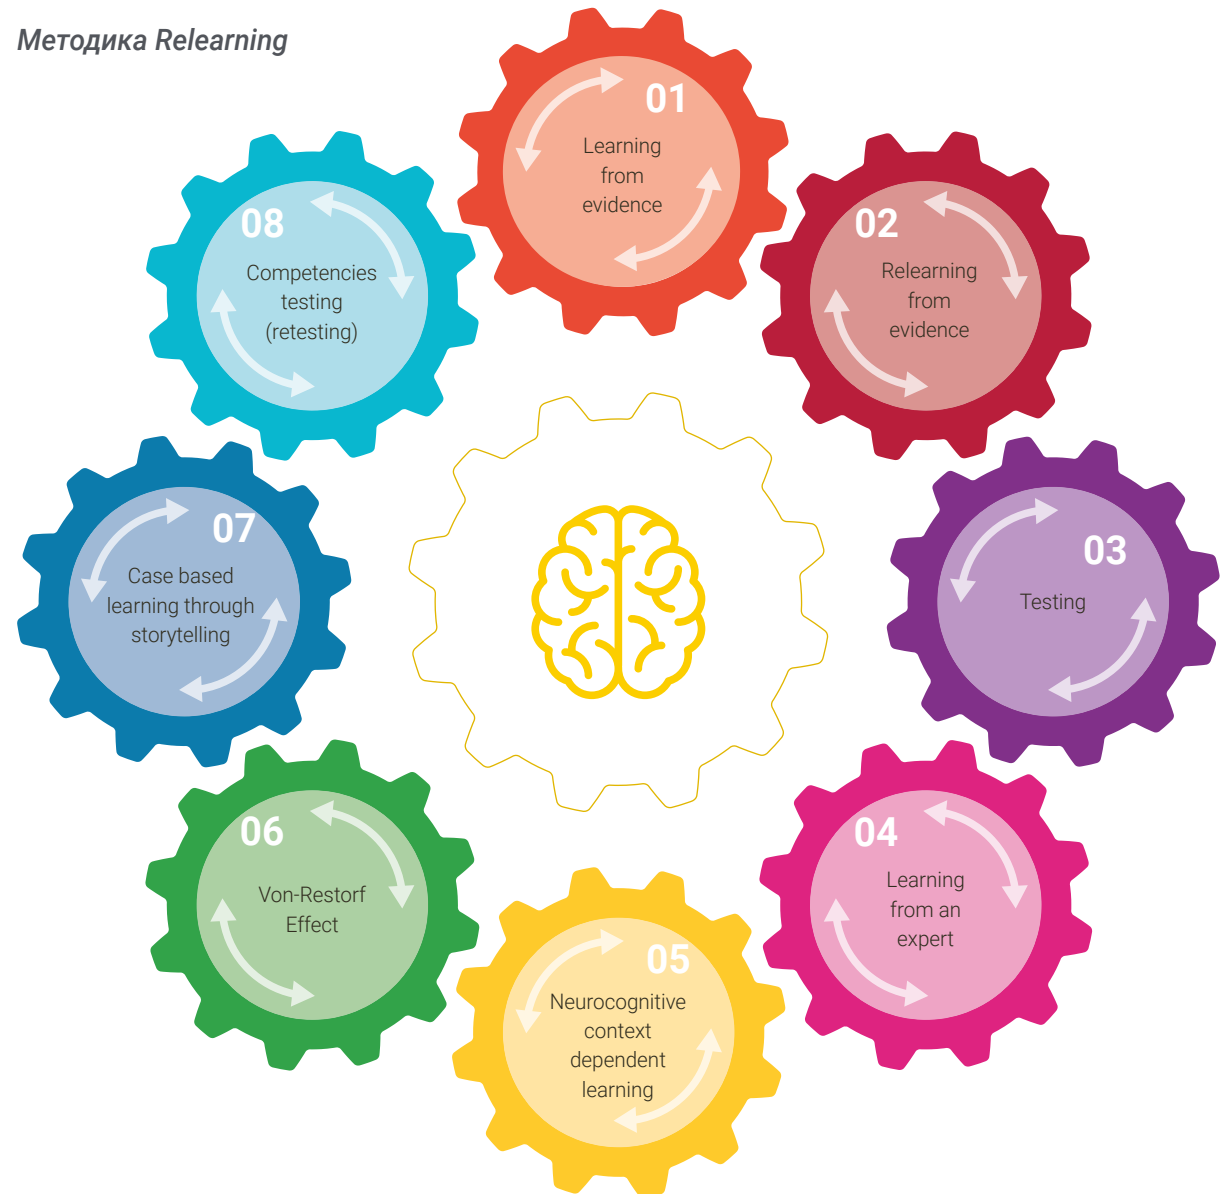 Методика Relearning
01
Learning
from
evidence
02
Relearning
from
evidence
03
Testing
04
Learning
from an
expert
05
Neurocognitive
context
dependent
learning
06
Von-Restorf
Effect
07
Case based
learning through
storytelling
08
Competencies
testing
(retesting)